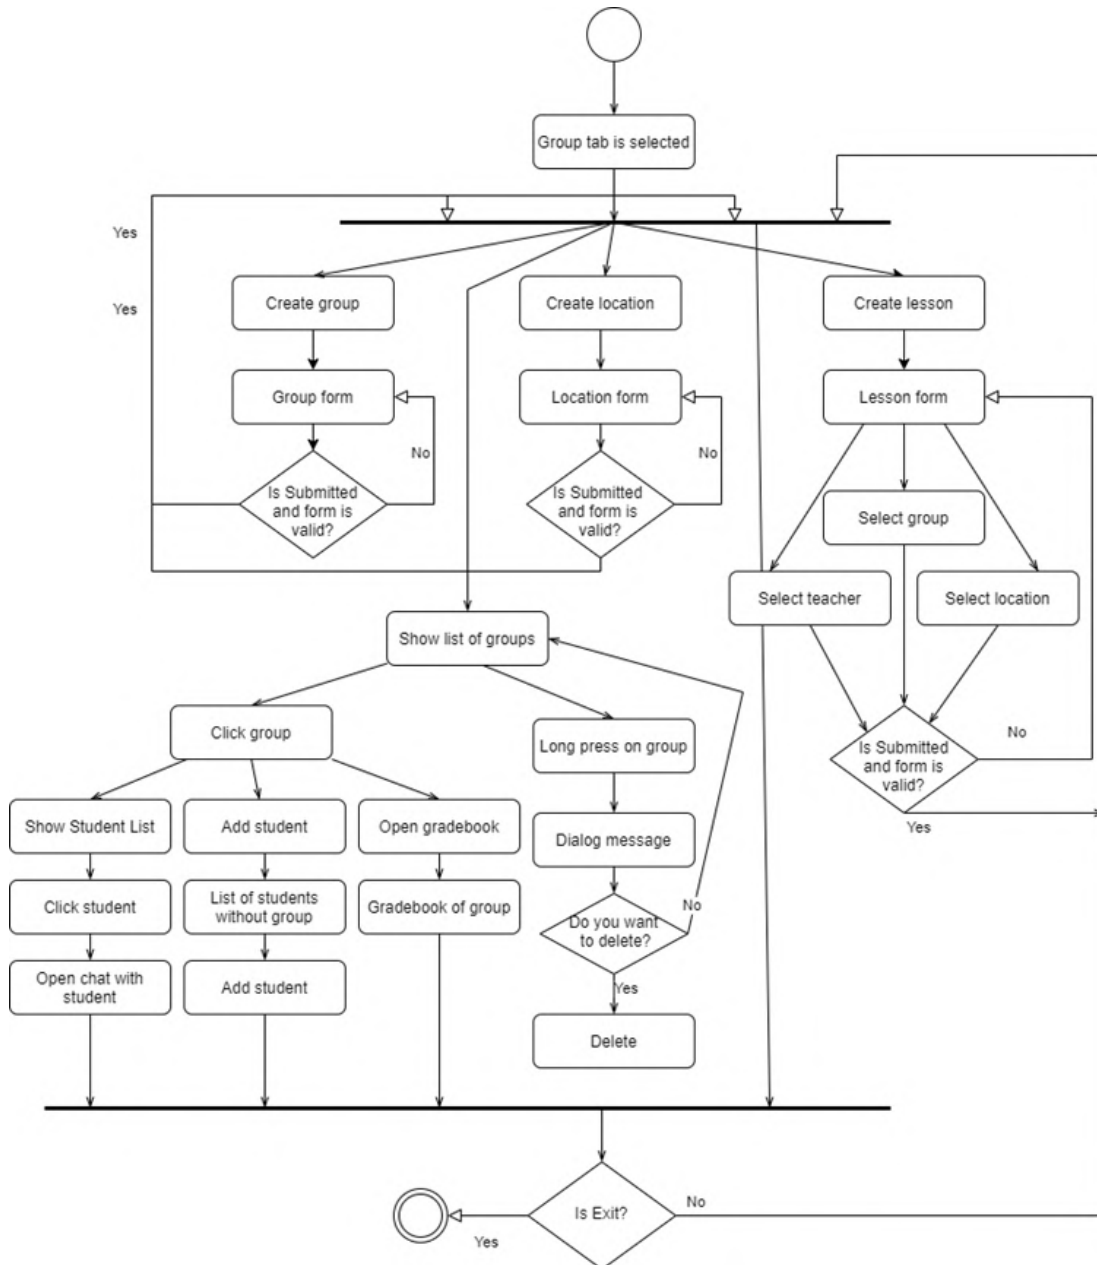 Group tab is selected
Yes
Yes
Create group
Create location
Create lesson
Group form
Location form
Lesson form
No
No
Is Submitted
and form is
valid?
Is Submitted
and form is
valid?
Select group
Select teacher
Select location
Show list of groups
Click group
Long press on group
No
Is Submitted
and form is
valid?
Yes
Show Student List
Add student
Open gradebook
Dialog message
Click student
List of students
without group
Gradebook of group
No
Do you want
to delete?
Open chat with
student
Add student
Yes
Delete
Is Exit?
No
Yes